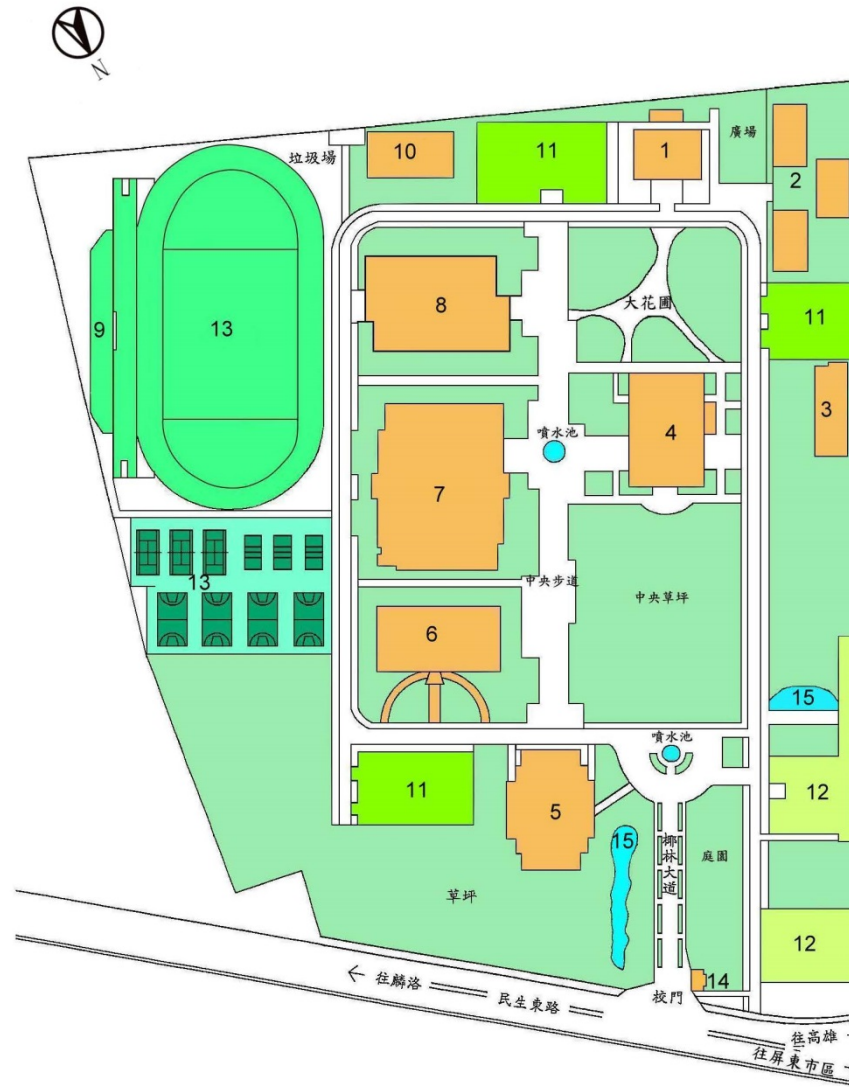 N
垃圾場
10
11
1
廣場
2
8
大花圃
11
9
13
3
噴水池
4
7
13
中央步道
中央草坪
6
15
噴水池
11
5
12
15
椰林大道
庭園
草坪
12
14
← 往麟洛
民生東路
校門
往高雄 ←
往屏東市區